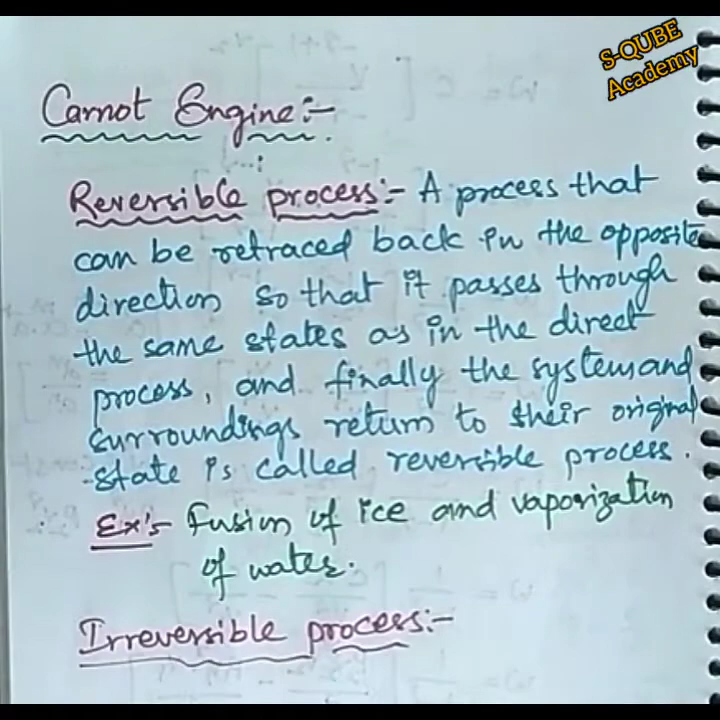 S-QUBE
Academy
Carnot Engine:-
Reversible process:- A process that
can be retraced back in the opposite
direction so that it passes through
the same states as in the direct
process, and finally the system and
surroundings return to their original
state is called reversible process.
Ex's- Fusion of ice and vaporization
of water.
Irreversible process:-